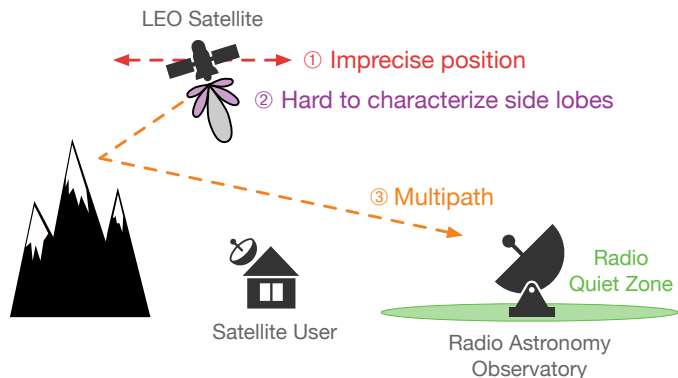 LEO Satellite
① Imprecise position
② Hard to characterize side lobes
③ Multipath
Radio
Quiet Zone
Satellite User
Radio Astronomy
Observatory